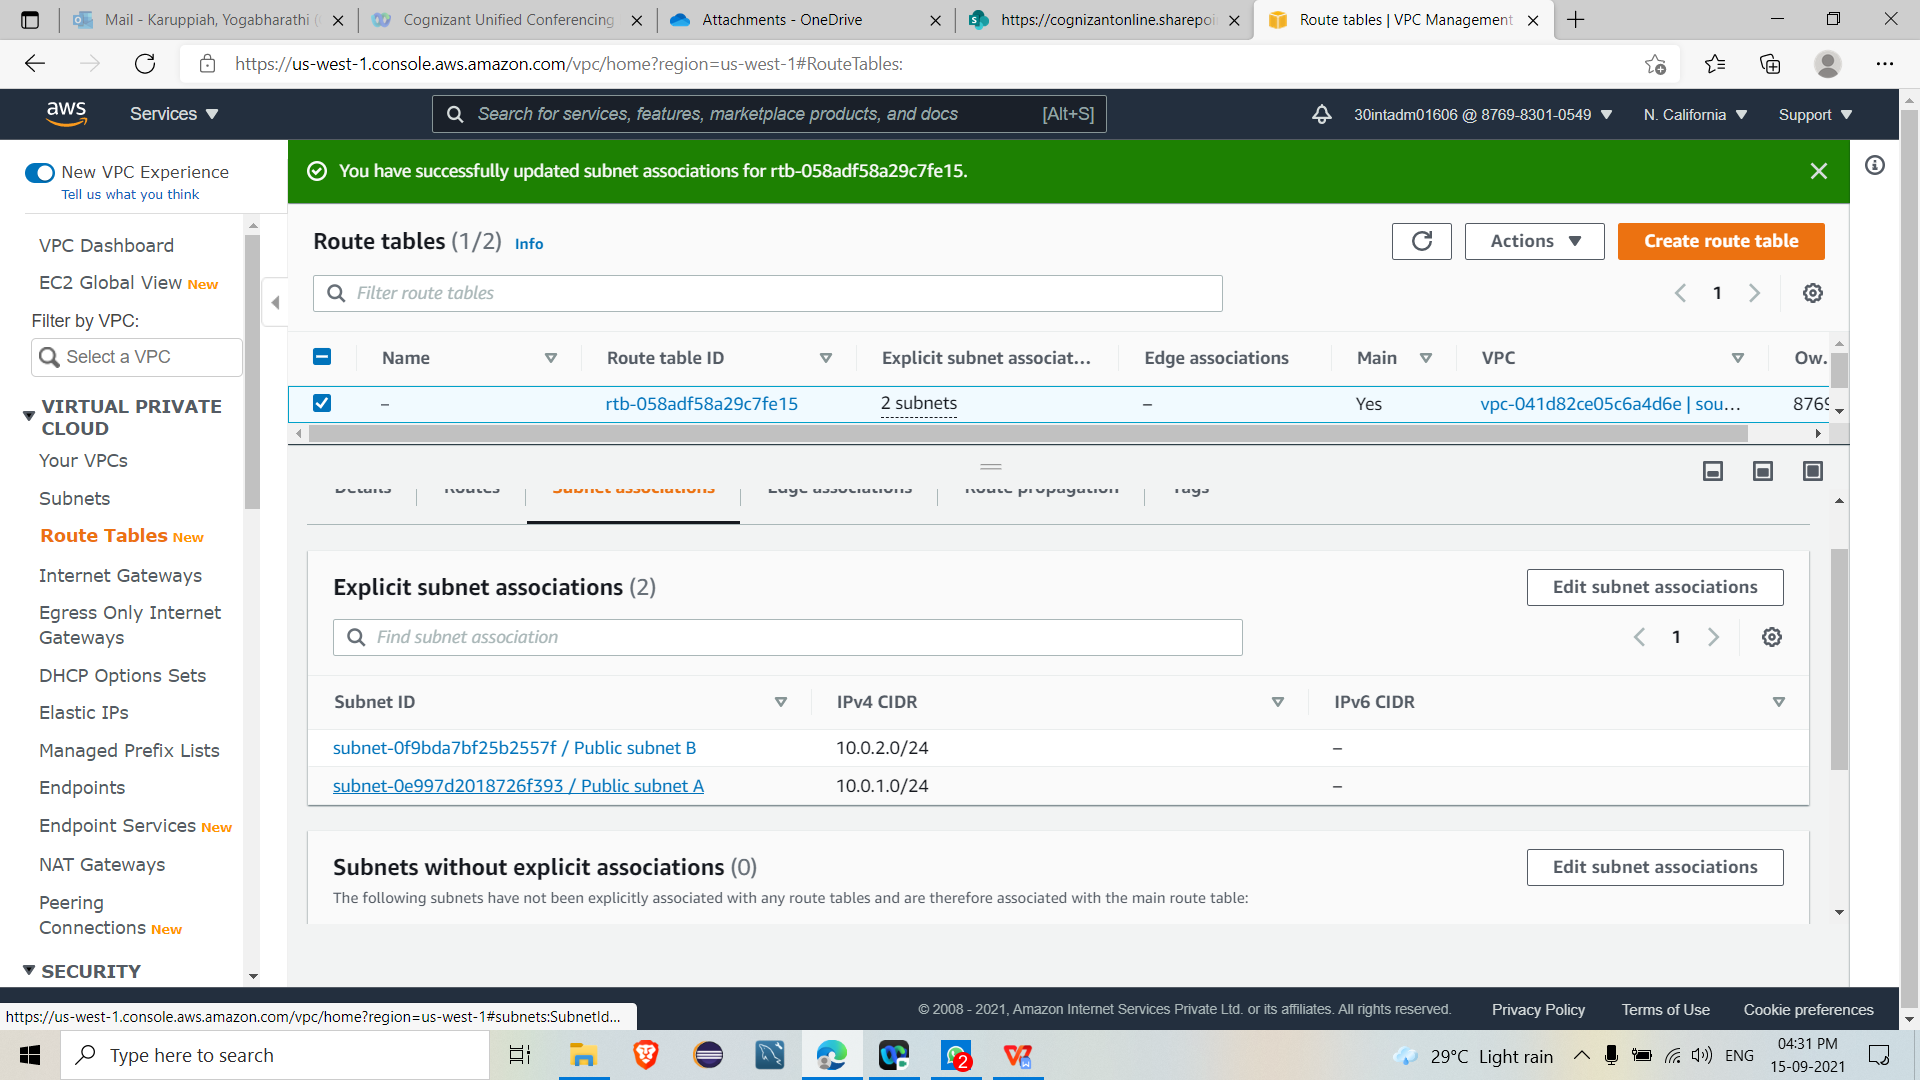 Mail - Karuppiah, Yogabharathi (
Cognizant Unified Conferencing
Attachments - OneDrive
https://cognizantonline.sharepoi
Route tables | VPC Management
https://us-west-1.console.aws.amazon.com/vpc/home?region=us-west-1#RouteTables:
aws
Services
Search for services, features, marketplace products, and docs
[Alt+S]
30intadm01606 @ 8769-8301-0549
N. California
Support
New VPC Experience
Tell us what you think
VPC Dashboard
EC2 Global View New
Filter by VPC:
Select a VPC
VIRTUAL PRIVATE
CLOUD
Your VPCs
Subnets
Route Tables New
Internet Gateways
Egress Only Internet
Gateways
DHCP Options Sets
Elastic IPs
Managed Prefix Lists
Endpoints
Endpoint Services New
NAT Gateways
Peering
Connections New
SECURITY
You have successfully updated subnet associations for rtb-058adf58a29c7fe15.
Route tables (1/2) Info
Actions
Create route table
Filter route tables
1
Name
Route table ID
Explicit subnet associat...
Edge associations
Main
VPC
Ow.
–
rtb-058adf58a29c7fe15
2 subnets
–
Yes
vpc-041d82ce05c6a4d6e | sou...
8769
Details
Routes
Subnet associations
Edge associations
Route propagation
Tags
Explicit subnet associations (2)
Edit subnet associations
Find subnet association
1
Subnet ID
IPv4 CIDR
IPv6 CIDR
subnet-0f9bda7bf25b2557f / Public subnet B
10.0.2.0/24
–
subnet-0e997d2018726f393 / Public subnet A
10.0.1.0/24
–
Subnets without explicit associations (0)
Edit subnet associations
The following subnets have not been explicitly associated with any route tables and are therefore associated with the main route table:
https://us-west-1.console.aws.amazon.com/vpc/home?region=us-west-1#subnets:SubnetId...
© 2008 - 2021, Amazon Internet Services Private Ltd. or its affiliates. All rights reserved.
Privacy Policy
Terms of Use
Cookie preferences
Type here to search
2
29°C Light rain
ENG
04:31 PM
15-09-2021